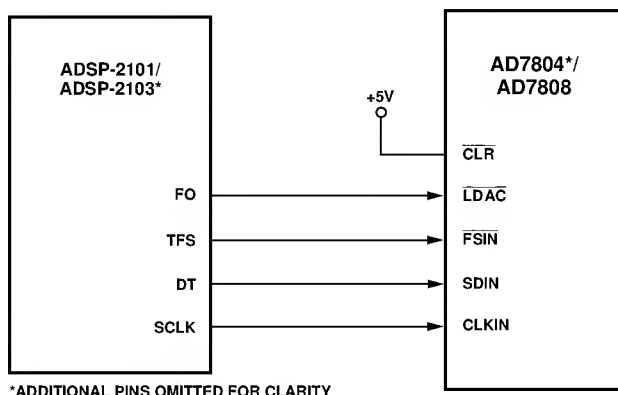 ADSP-2101/
ADSP-2103*
AD7804*/
AD7808
+5V
CLR
FO
LDAC
TFS
FSIN
DT
SDIN
SCLK
CLKIN
*ADDITIONAL PINS OMITTED FOR CLARITY